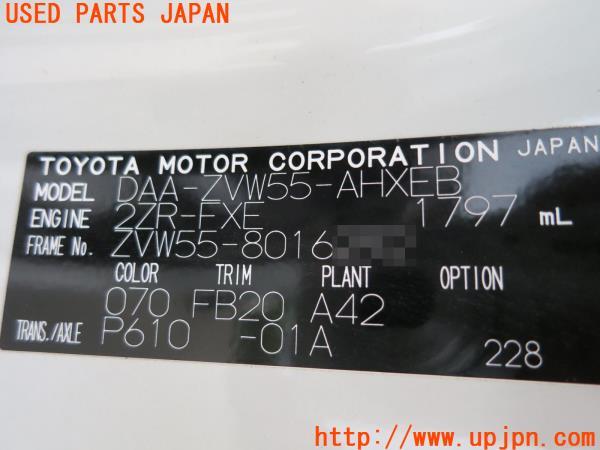 USED PARTS JAPAN
TOYOTA MOTOR CORPORATION JAPAN
MODEL DAA-ZVW55-AHXEB
ENGINE 2ZR-FXE 1797 mL
FRAME No. ZVW55-8016
COLOR TRIM PLANT OPTION
070 FB20 A42
TRANS./AXLE P610 -01A
228
http://www.upjpn.com/